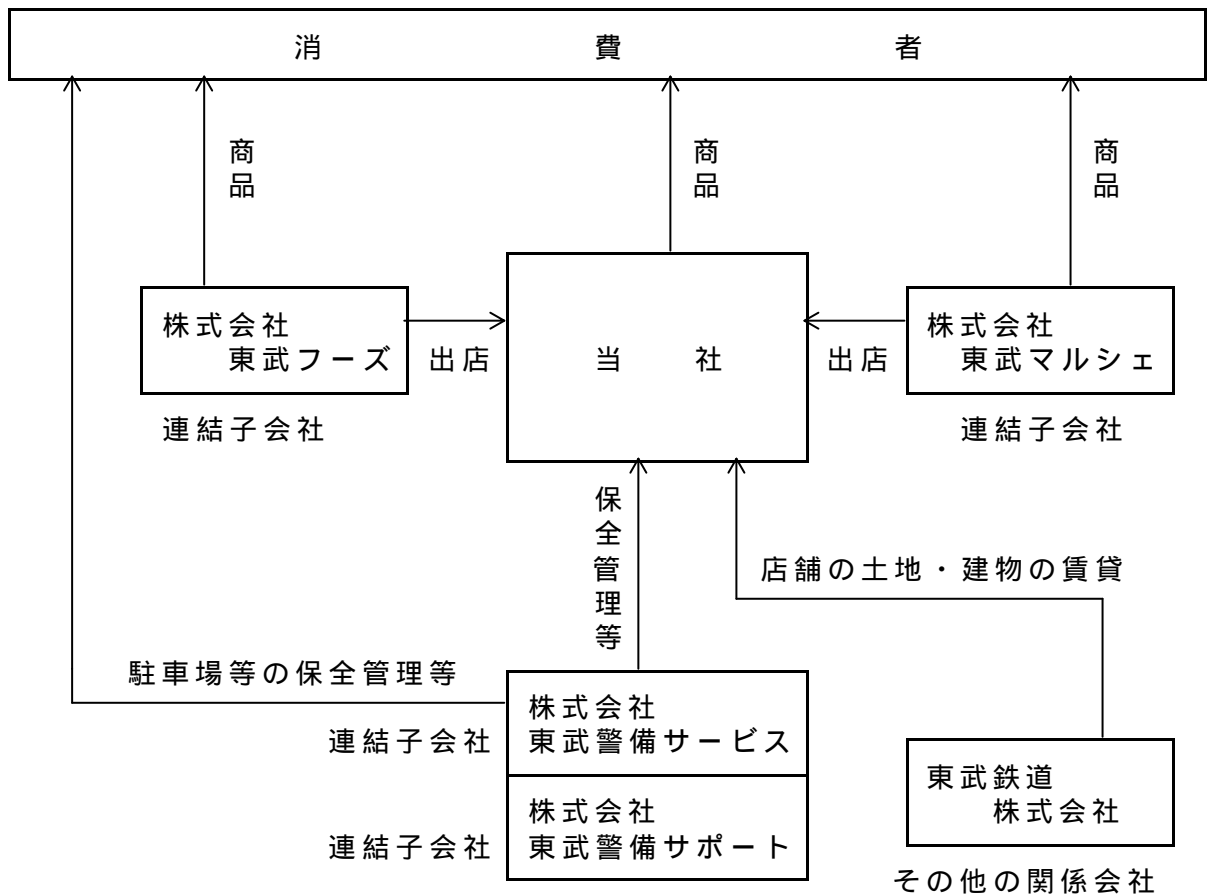 消費者
商品
商品
商品
株式会社
東武フーズ
出店
当社
出店
株式会社
東武マルシェ
連結子会社
連結子会社
保全管理等
店舗の土地・建物の賃貸
駐車場等の保全管理等
株式会社
東武警備サービス
連結子会社
株式会社
東武警備サポート
連結子会社
東武鉄道
株式会社
その他の関係会社